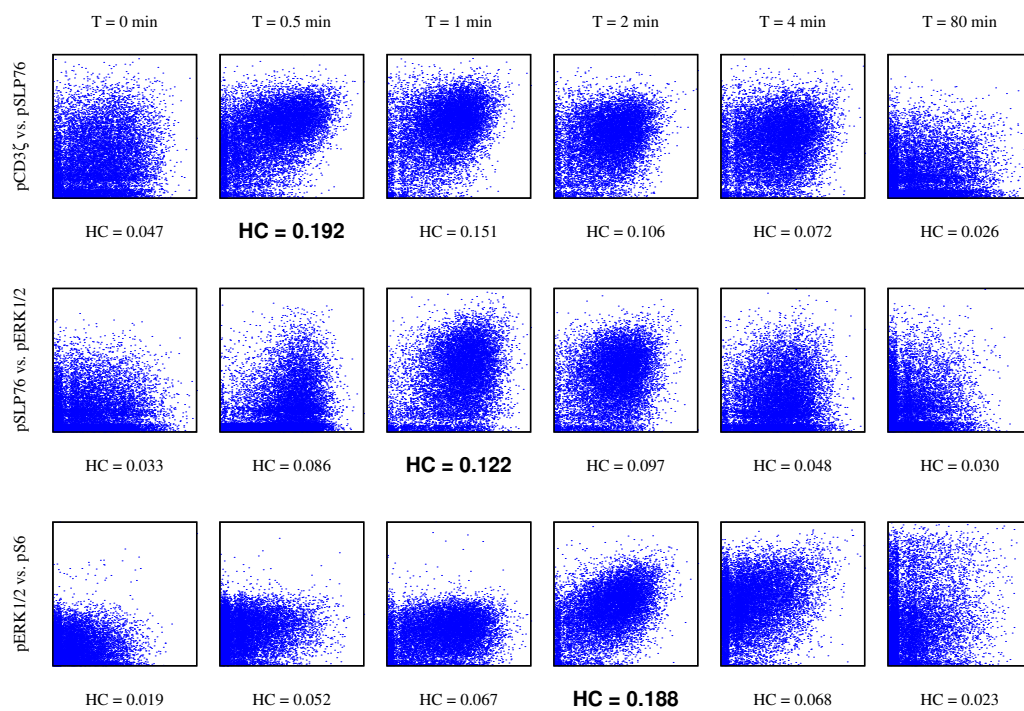 T = 0 min T = 0.5 min T = 1 min T = 2 min T = 4 min T = 80 min
pCD3ζ vs. pSLP76
HC = 0.047 HC = 0.192 HC = 0.151 HC = 0.106 HC = 0.072 HC = 0.026
pSLP76 vs. pERK1/2
HC = 0.033 HC = 0.086 HC = 0.122 HC = 0.097 HC = 0.048 HC = 0.030
pERK1/2 vs. pS6
HC = 0.019 HC = 0.052 HC = 0.067 HC = 0.188 HC = 0.068 HC = 0.023